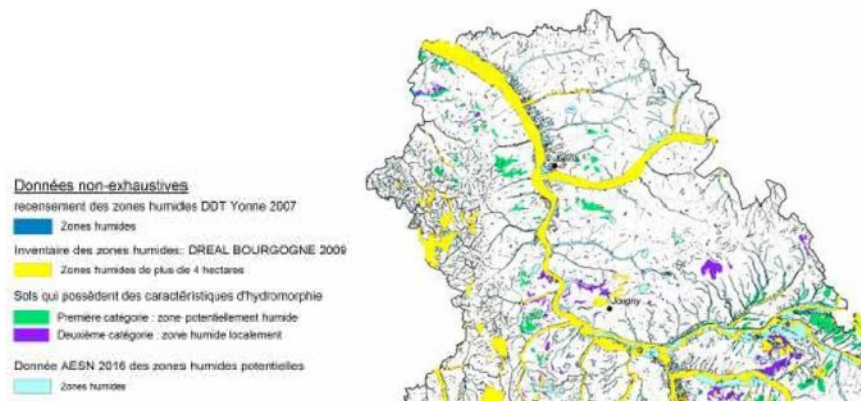 Données non-exhaustives
recensement des zones humides DDT Yonne 2007
Zones humides
Inventaire des zones humides: DREAL BOURGOGNE 2009
Zones humides de plus de 4 hectares
Sols qui possèdent des caractéristiques d'hydromorphie
Première catégorie : zone potentiellement humide
Deuxième catégorie : zone humide localement
Donnée AESN 2016 des zones humides potentielles
Zones humides
Sens
Joigny